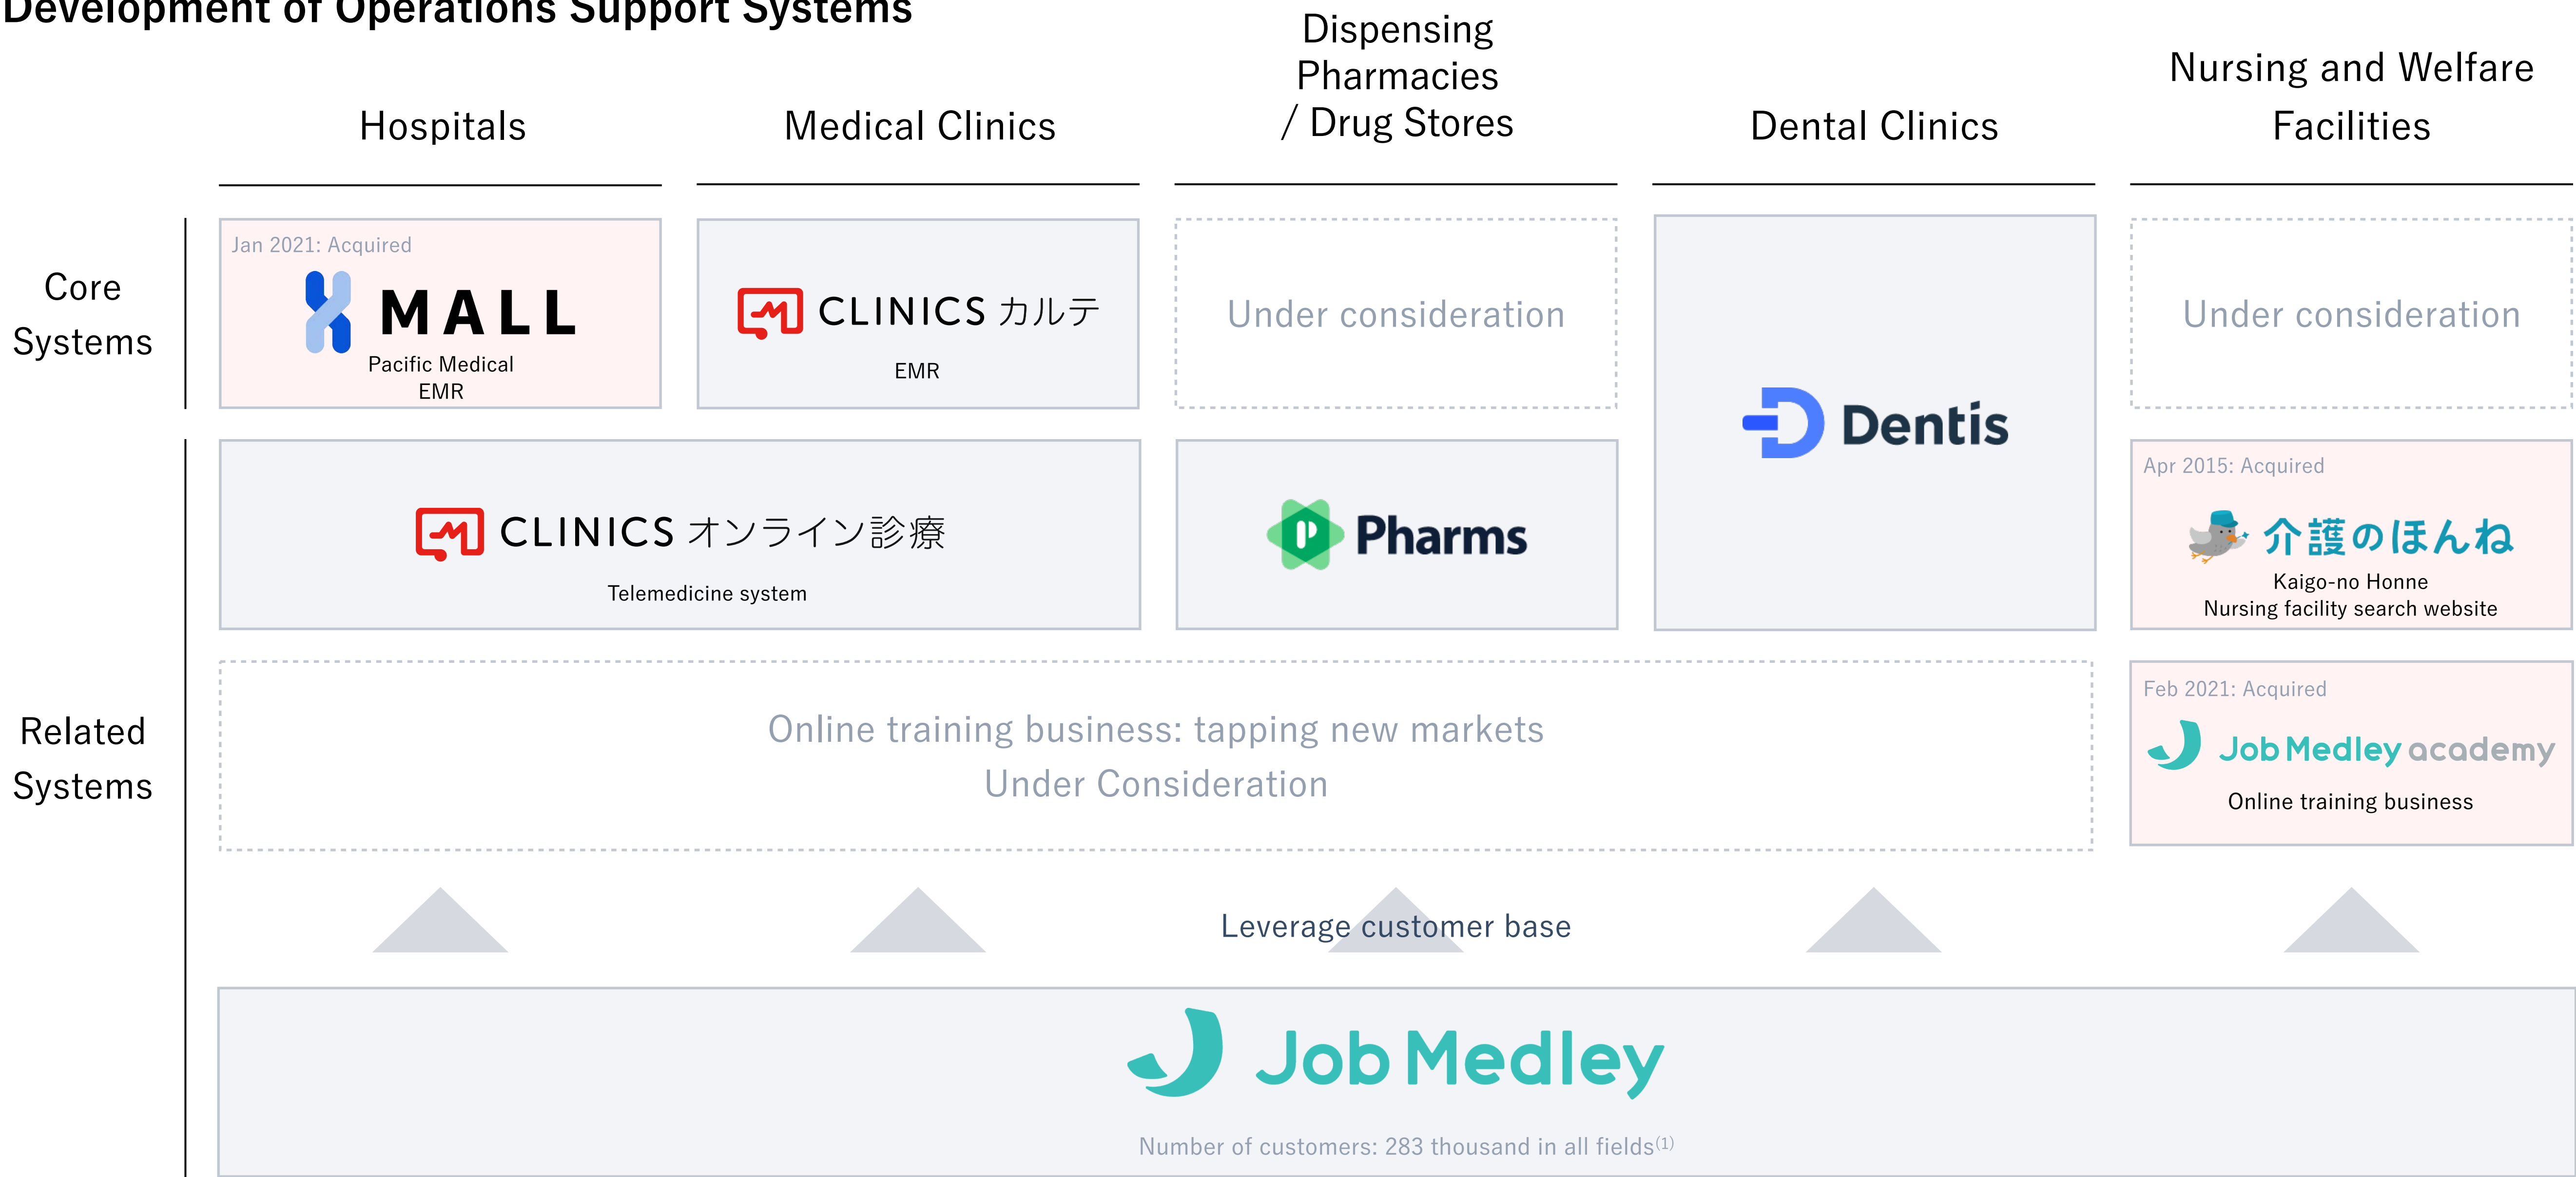 Development of Operations Support Systems
Hospitals
Medical Clinics
Dispensing
Pharmacies
/ Drug Stores
Dental Clinics
Nursing and Welfare
Facilities
Core
Systems
Jan 2021: Acquired
MALL
Pacific Medical
EMR
CLINICS カルテ
EMR
Under consideration
Dentis
Under consideration
Related
Systems
CLINICS オンライン診療
Telemedicine system
Pharms
Apr 2015: Acquired
介護のほんね
Kaigo-no Honne
Nursing facility search website
Online training business: tapping new markets
Under Consideration
Feb 2021: Acquired
Job Medley academy
Online training business
Leverage customer base
Job Medley
Number of customers: 283 thousand in all fields(1)